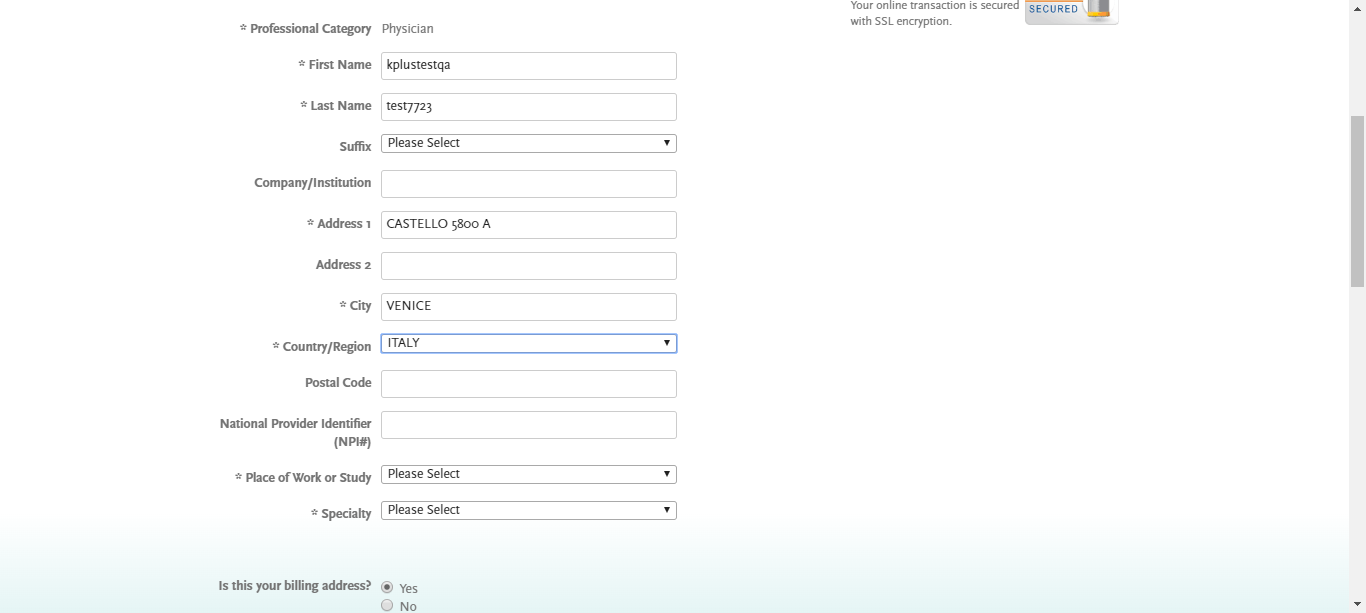 Your online transaction is secured
with SSL encryption.
SECURED
* Professional Category Physician
* First Name kplustestqa
* Last Name test7723
Suffix Please Select
Company/Institution
* Address 1 CASTELLO 5800 A
Address 2
* City VENICE
* Country/Region ITALY
Postal Code
National Provider Identifier
(NPI#)
* Place of Work or Study Please Select
* Specialty Please Select
Is this your billing address? Yes
No